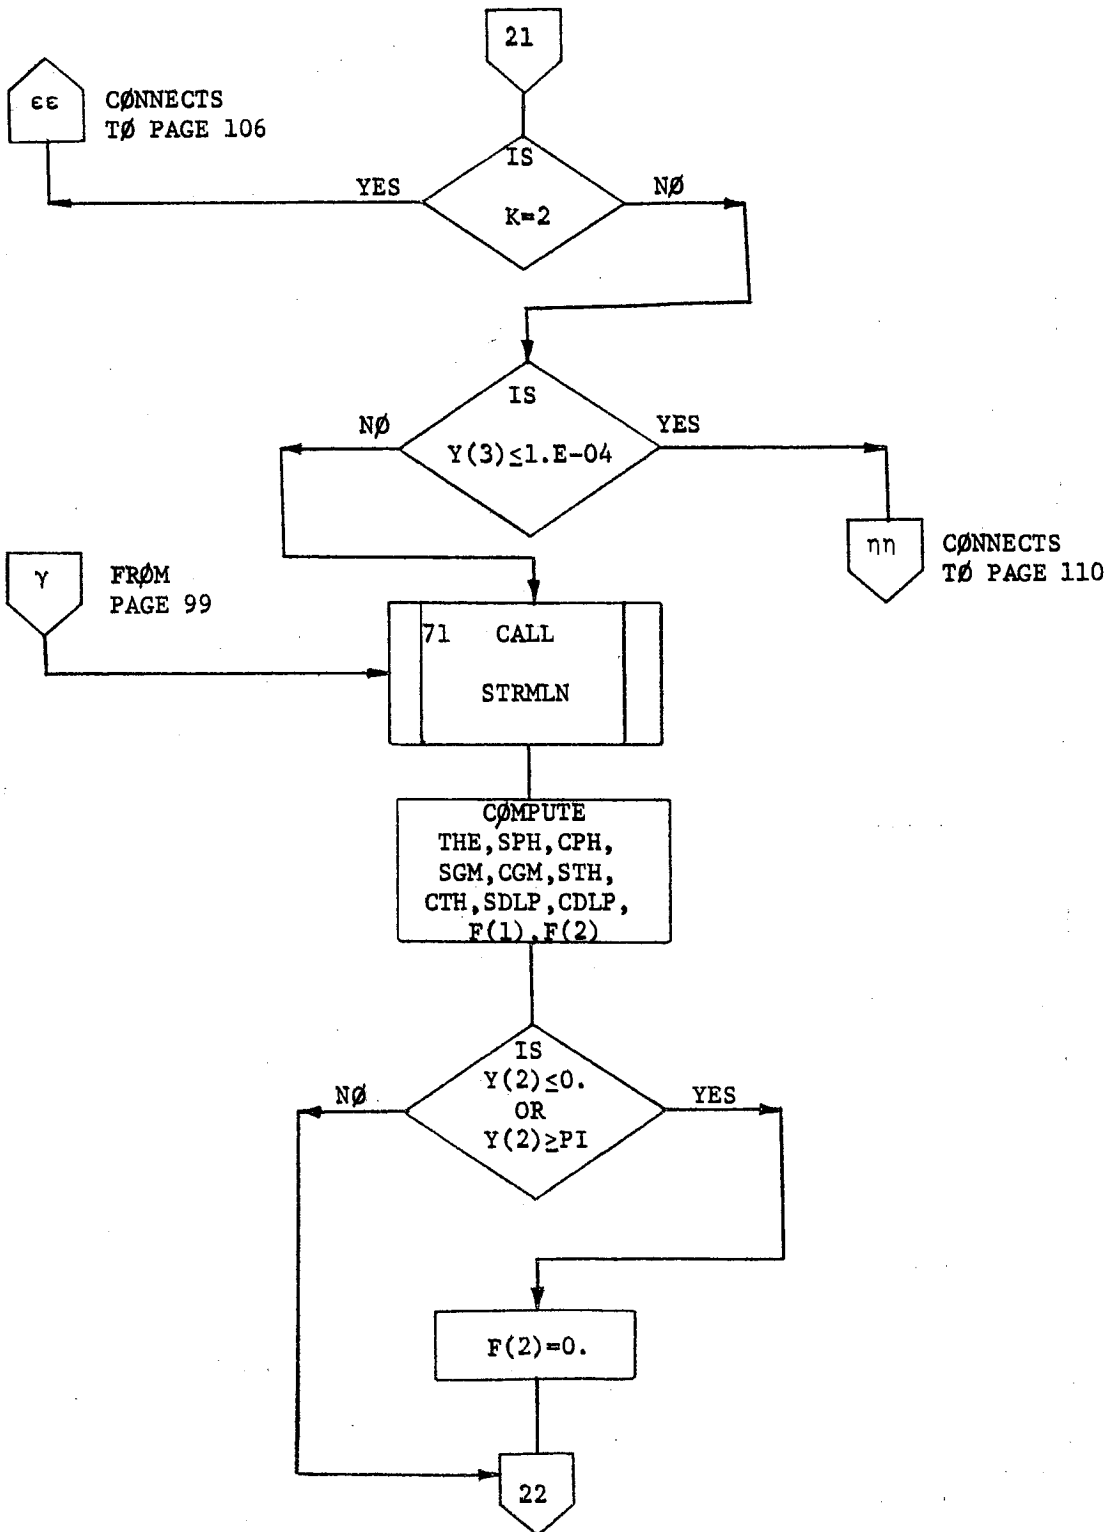 21
εε
CØNNECTS
TØ PAGE 106
IS
K=2
YES
NØ
IS
Y(3)≤1.E-04
NØ
YES
ηη
CØNNECTS
TØ PAGE 110
γ
FRØM
PAGE 99
71 CALL
STRMLN
CØMPUTE
THE,SPH,CPH,
SGM,CGM,STH,
CTH,SDLP,CDLP,
F(1),F(2)
IS
Y(2)≤0.
OR
Y(2)≥PI
NØ
YES
F(2)=0.
22